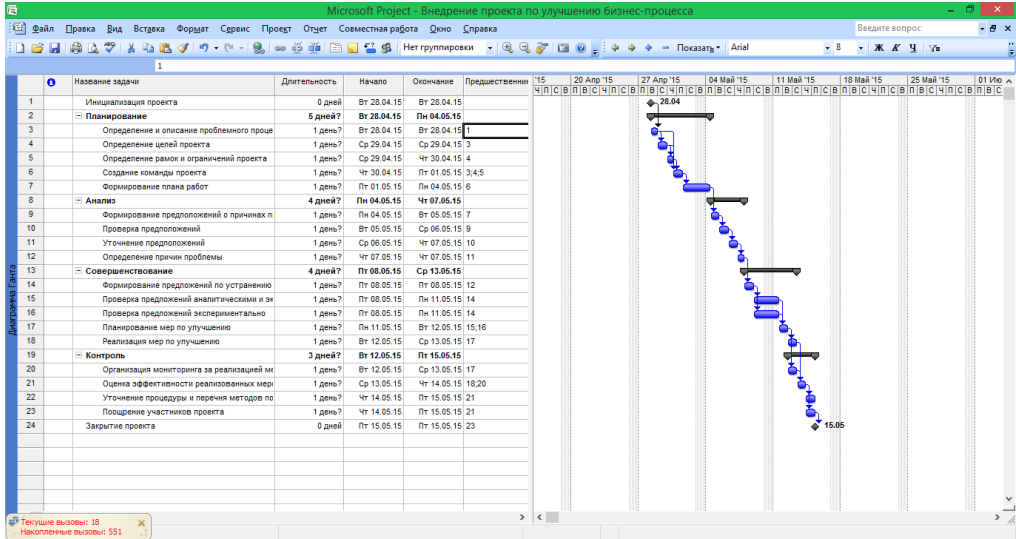 Microsoft Project - Внедрение проекта по улучшению бизнес-процесса
Файл Правка Вид Вставка Формат Сервис Проект Отчет Совместная работа Окно Справка
Введите вопрос
Нет группировки Показать Arial 8 Ж К Ч
1
Название задачи Длительность Начало Окончание Предшественник
'15 20 Апр '15 27 Апр '15 04 Май '15 11 Май '15 18 Май '15 25 Май '15 01 Ию
Ч П С В П В С Ч П С В П В С Ч П С В П В С Ч П С В П В С Ч П С В П В С Ч П С В П В С Ч П С В П В С
1 Инициализация проекта 0 дней Вт 28.04.15 Вт 28.04.15 28.04
2 Планирование 5 дней? Вт 28.04.15 Пн 04.05.15
3 Определение и описание проблемного проце 1 день? Вт 28.04.15 Вт 28.04.15 1
4 Определение целей проекта 1 день? Ср 29.04.15 Ср 29.04.15 3
5 Определение рамок и ограничений проекта 1 день? Ср 29.04.15 Чт 30.04.15 4
6 Создание команды проекта 1 день? Чт 30.04.15 Пт 01.05.15 3;4;5
7 Формирование плана работ 1 день? Пт 01.05.15 Пн 04.05.15 6
8 Анализ 4 дней? Пн 04.05.15 Чт 07.05.15
9 Формирование предположений о причинах п 1 день? Пн 04.05.15 Вт 05.05.15 7
10 Проверка предположений 1 день? Вт 05.05.15 Ср 06.05.15 9
11 Уточнение предположений 1 день? Ср 06.05.15 Чт 07.05.15 10
12 Определение причин проблемы 1 день? Чт 07.05.15 Чт 07.05.15 11
13 Совершенствование 4 дней? Пт 08.05.15 Ср 13.05.15
14 Формирование предложений по устранению 1 день? Пт 08.05.15 Пт 08.05.15 12
15 Проверка предложений аналитическими и эк 1 день? Пт 08.05.15 Пн 11.05.15 14
16 Проверка предложений экспериментально 1 день? Пт 08.05.15 Пн 11.05.15 14
17 Планирование мер по улучшению 1 день? Пн 11.05.15 Вт 12.05.15 15;16
18 Реализация мер по улучшению 1 день? Вт 12.05.15 Ср 13.05.15 17
19 Контроль 3 дней? Вт 12.05.15 Пт 15.05.15
20 Организация мониторинга за реализацией ме 1 день? Вт 12.05.15 Ср 13.05.15 17
21 Оценка эффективности реализованных мер 1 день? Ср 13.05.15 Чт 14.05.15 18;20
22 Уточнение процедуры и перечня методов по 1 день? Чт 14.05.15 Пт 15.05.15 21
23 Поощрение участников проекта 1 день? Чт 14.05.15 Пт 15.05.15 21
24 Закрытие проекта 0 дней Пт 15.05.15 Пт 15.05.15 23 15.05
Диаграмма Ганта
Текущие вызовы: 18
Накопленные вызовы: 551